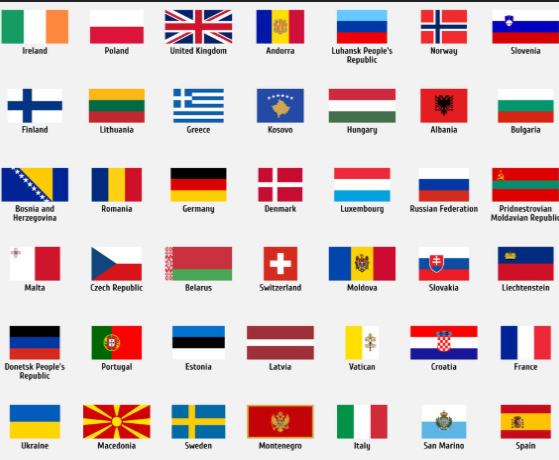 Ireland
Poland
United Kingdom
Andorra
Luhansk People's
Republic
Norway
Slovenia
Finland
Lithuania
Greece
Kosovo
Hungary
Albania
Bulgaria
Bosnia and
Herzegovina
Romania
Germany
Denmark
Luxembourg
Russian Federation
Pridnestrovian
Moldavian Republic
Malta
Czech Republic
Belarus
Switzerland
Moldova
Slovakia
Liechtenstein
Donetsk People's
Republic
Portugal
Estonia
Latvia
Vatican
Croatia
France
Ukraine
Macedonia
Sweden
Montenegro
Italy
San Marino
Spain